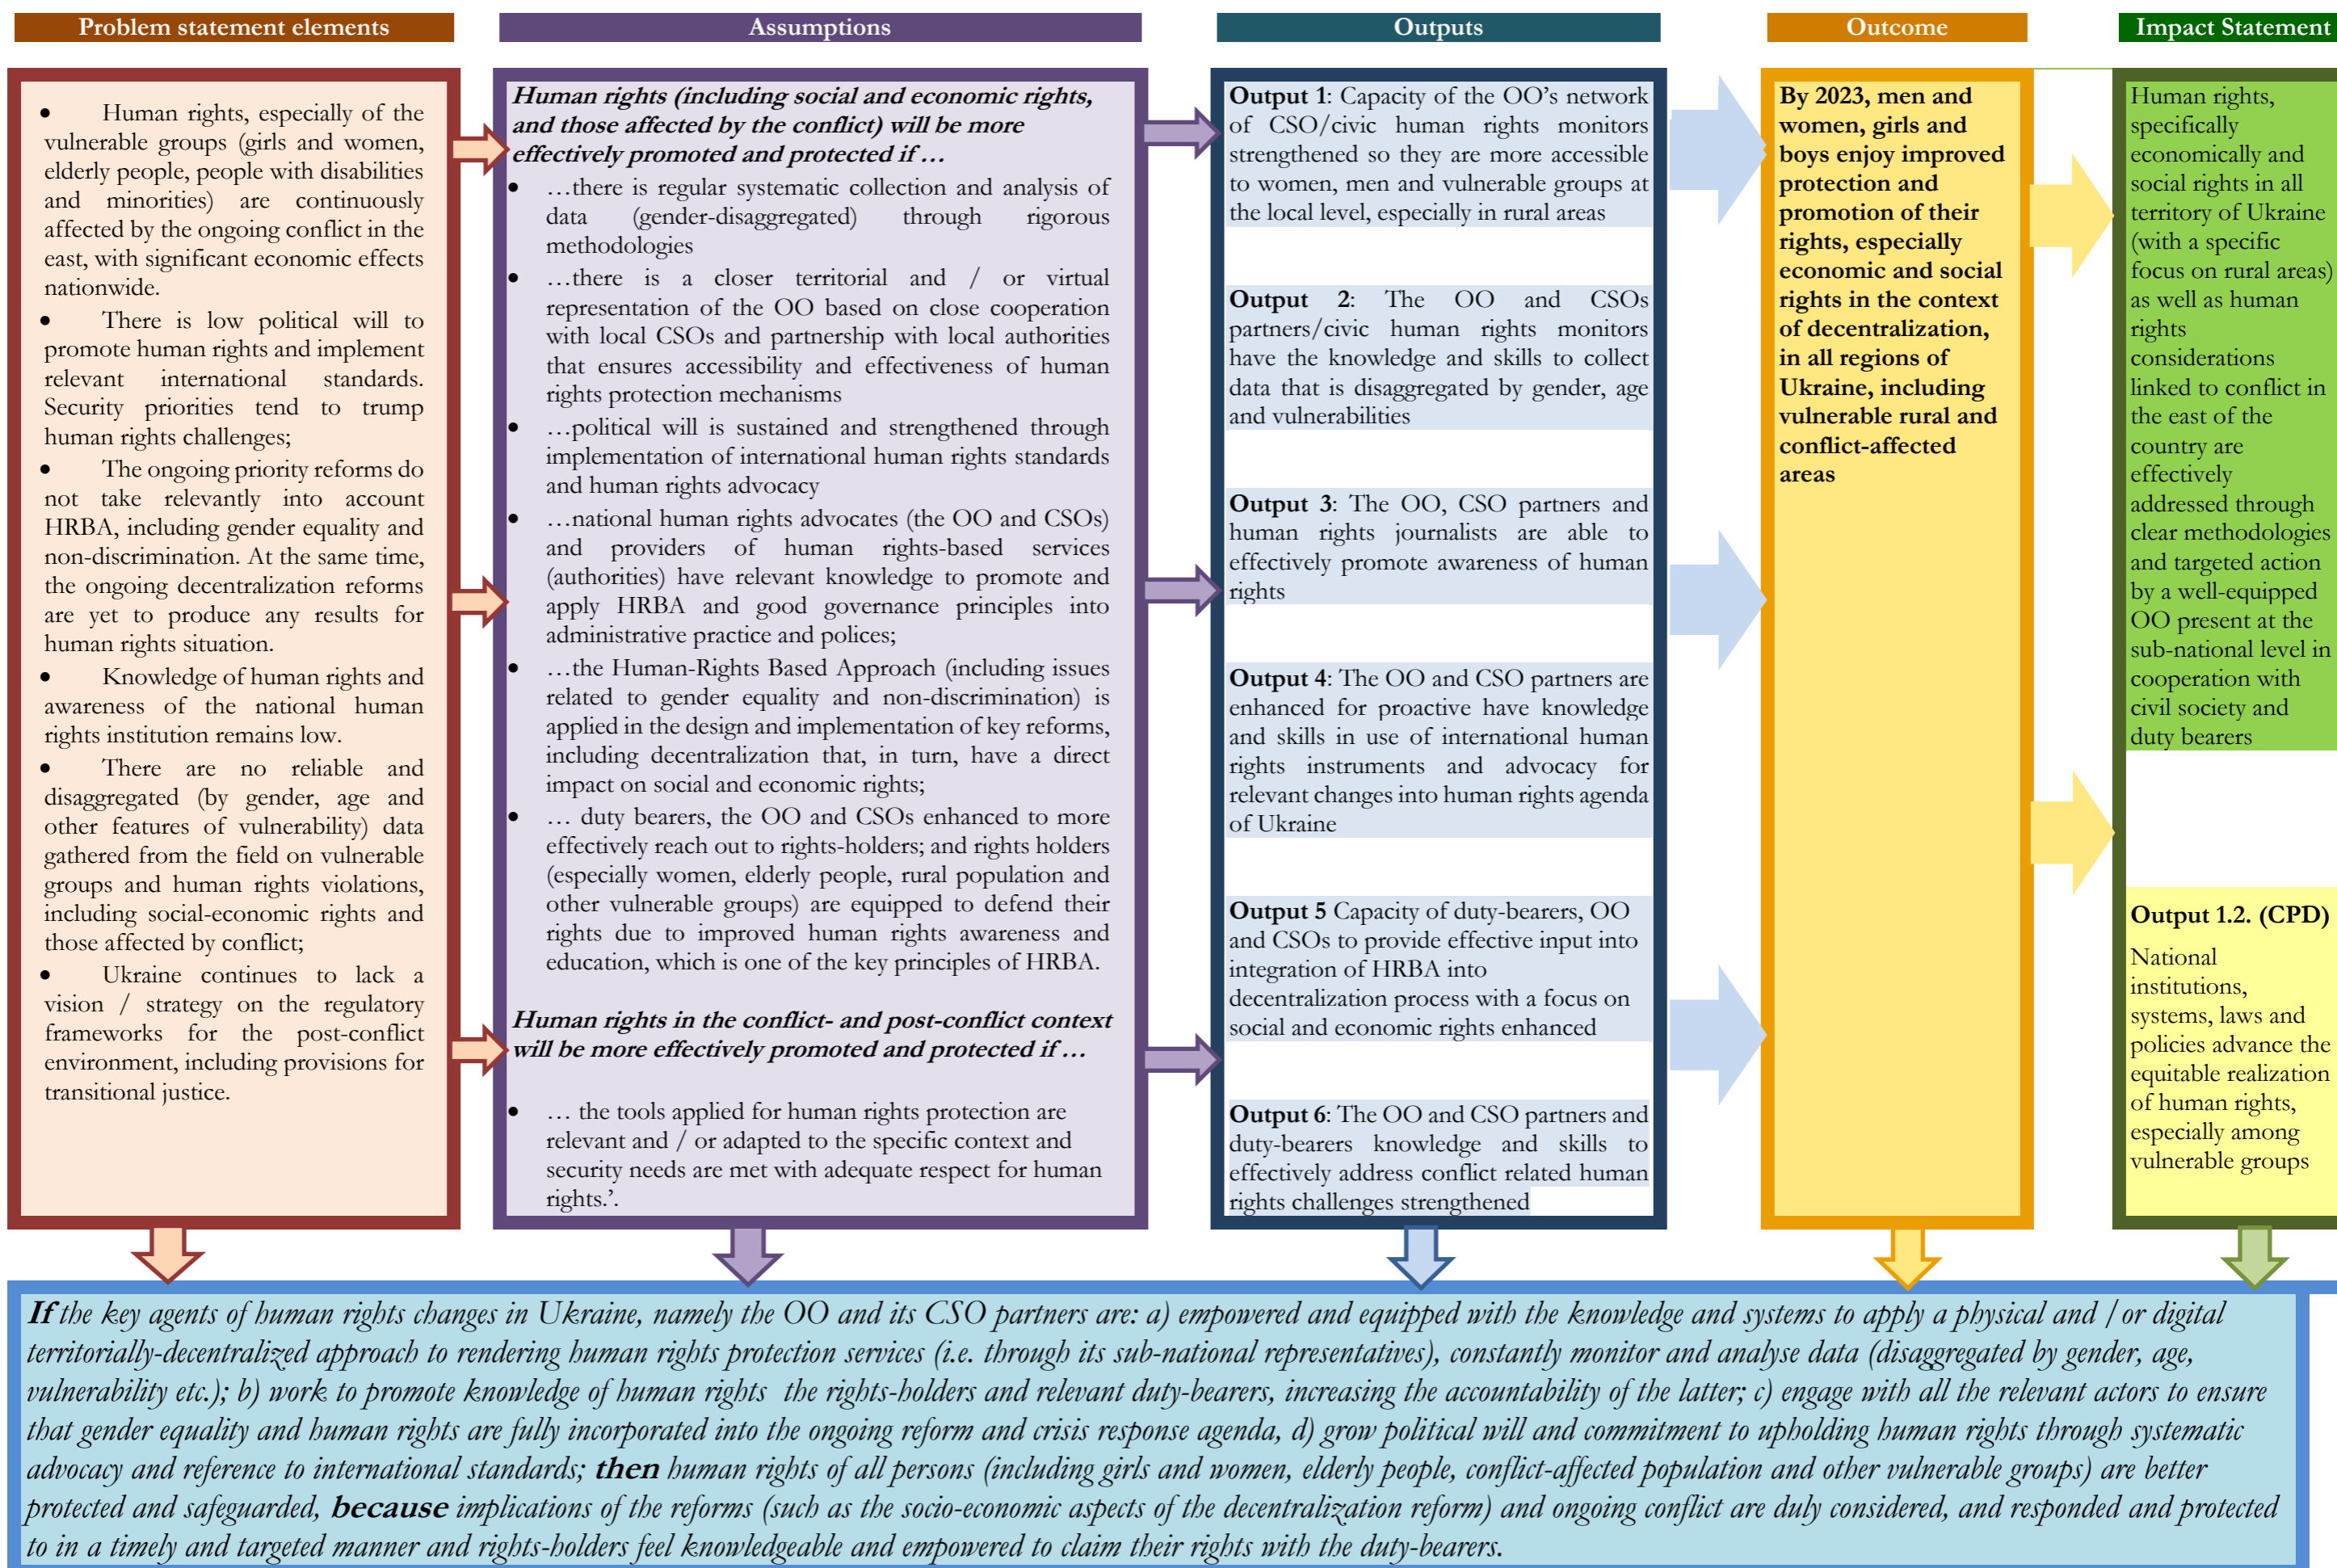 Problem statement elements
Assumptions
Outputs
Outcome
Impact Statement
• Human rights, especially of the
vulnerable groups (girls and women,
elderly people, people with disabilities
and minorities) are continuously
affected by the ongoing conflict in the
east, with significant economic effects
nationwide.
• There is low political will to
promote human rights and implement
relevant international standards.
Security priorities tend to trump
human rights challenges;
• The ongoing priority reforms do
not take relevantly into account
HRBA, including gender equality and
non-discrimination. At the same time,
the ongoing decentralization reforms
are yet to produce any results for
human rights situation.
• Knowledge of human rights and
awareness of the national human
rights institution remains low.
• There are no reliable and
disaggregated (by gender, age and
other features of vulnerability) data
gathered from the field on vulnerable
groups and human rights violations,
including social-economic rights and
those affected by conflict;
• Ukraine continues to lack a
vision / strategy on the regulatory
frameworks for the post-conflict
environment, including provisions for
transitional justice.
Human rights (including social and economic rights,
and those affected by the conflict) will be more
effectively promoted and protected if …
• …there is regular systematic collection and analysis of
data (gender-disaggregated) through rigorous
methodologies
• …there is a closer territorial and / or virtual
representation of the OO based on close cooperation
with local CSOs and partnership with local authorities
that ensures accessibility and effectiveness of human
rights protection mechanisms
• …political will is sustained and strengthened through
implementation of international human rights standards
and human rights advocacy
• …national human rights advocates (the OO and CSOs)
and providers of human rights-based services
(authorities) have relevant knowledge to promote and
apply HRBA and good governance principles into
administrative practice and polices;
• …the Human-Rights Based Approach (including issues
related to gender equality and non-discrimination) is
applied in the design and implementation of key reforms,
including decentralization that, in turn, have a direct
impact on social and economic rights;
• … duty bearers, the OO and CSOs enhanced to more
effectively reach out to rights-holders; and rights holders
(especially women, elderly people, rural population and
other vulnerable groups) are equipped to defend their
rights due to improved human rights awareness and
education, which is one of the key principles of HRBA.
Human rights in the conflict- and post-conflict context
will be more effectively promoted and protected if …
• … the tools applied for human rights protection are
relevant and / or adapted to the specific context and
security needs are met with adequate respect for human
rights.’.
Output 1: Capacity of the OO’s network
of CSO/civic human rights monitors
strengthened so they are more accessible
to women, men and vulnerable groups at
the local level, especially in rural areas
Output 2: The OO and CSOs
partners/civic human rights monitors
have the knowledge and skills to collect
data that is disaggregated by gender, age
and vulnerabilities
Output 3: The OO, CSO partners and
human rights journalists are able to
effectively promote awareness of human
rights
Output 4: The OO and CSO partners are
enhanced for proactive have knowledge
and skills in use of international human
rights instruments and advocacy for
relevant changes into human rights agenda
of Ukraine
Output 5 Capacity of duty-bearers, OO
and CSOs to provide effective input into
integration of HRBA into
decentralization process with a focus on
social and economic rights enhanced
Output 6: The OO and CSO partners and
duty-bearers knowledge and skills to
effectively address conflict related human
rights challenges strengthened
By 2023, men and
women, girls and
boys enjoy improved
protection and
promotion of their
rights, especially
economic and social
rights in the context
of decentralization,
in all regions of
Ukraine, including
vulnerable rural and
conflict-affected
areas
Human rights,
specifically
economically and
social rights in all
territory of Ukraine
(with a specific
focus on rural areas)
as well as human
rights
considerations
linked to conflict in
the east of the
country are
effectively
addressed through
clear methodologies
and targeted action
by a well-equipped
OO present at the
sub-national level in
cooperation with
civil society and
duty bearers
Output 1.2. (CPD)
National
institutions,
systems, laws and
policies advance the
equitable realization
of human rights,
especially among
vulnerable groups
If the key agents of human rights changes in Ukraine, namely the OO and its CSO partners are: a) empowered and equipped with the knowledge and systems to apply a physical and /or digital
territorially-decentralized approach to rendering human rights protection services (i.e. through its sub-national representatives), constantly monitor and analyse data (disaggregated by gender, age,
vulnerability etc.); b) work to promote knowledge of human rights the rights-holders and relevant duty-bearers, increasing the accountability of the latter; c) engage with all the relevant actors to ensure
that gender equality and human rights are fully incorporated into the ongoing reform and crisis response agenda, d) grow political will and commitment to upholding human rights through systematic
advocacy and reference to international standards; then human rights of all persons (including girls and women, elderly people, conflict-affected population and other vulnerable groups) are better
protected and safeguarded, because implications of the reforms (such as the socio-economic aspects of the decentralization reform) and ongoing conflict are duly considered, and responded and protected
to in a timely and targeted manner and rights-holders feel knowledgeable and empowered to claim their rights with the duty-bearers.